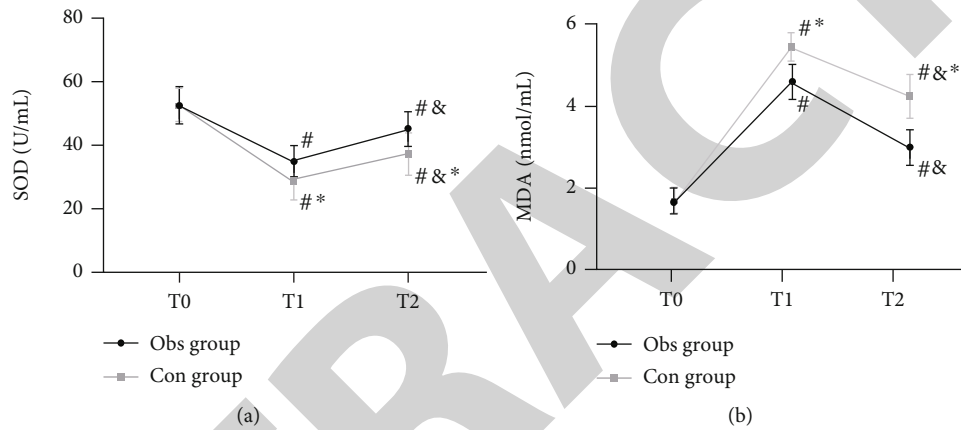 80
60
40
20
0
SOD (U/mL)
#
# *
# &
# & *
T0 T1 T2
Obs group
Con group
(a)
6
4
2
0
MDA (nmol/mL)
# *
#
# & *
# &
T0 T1 T2
Obs group
Con group
(b)